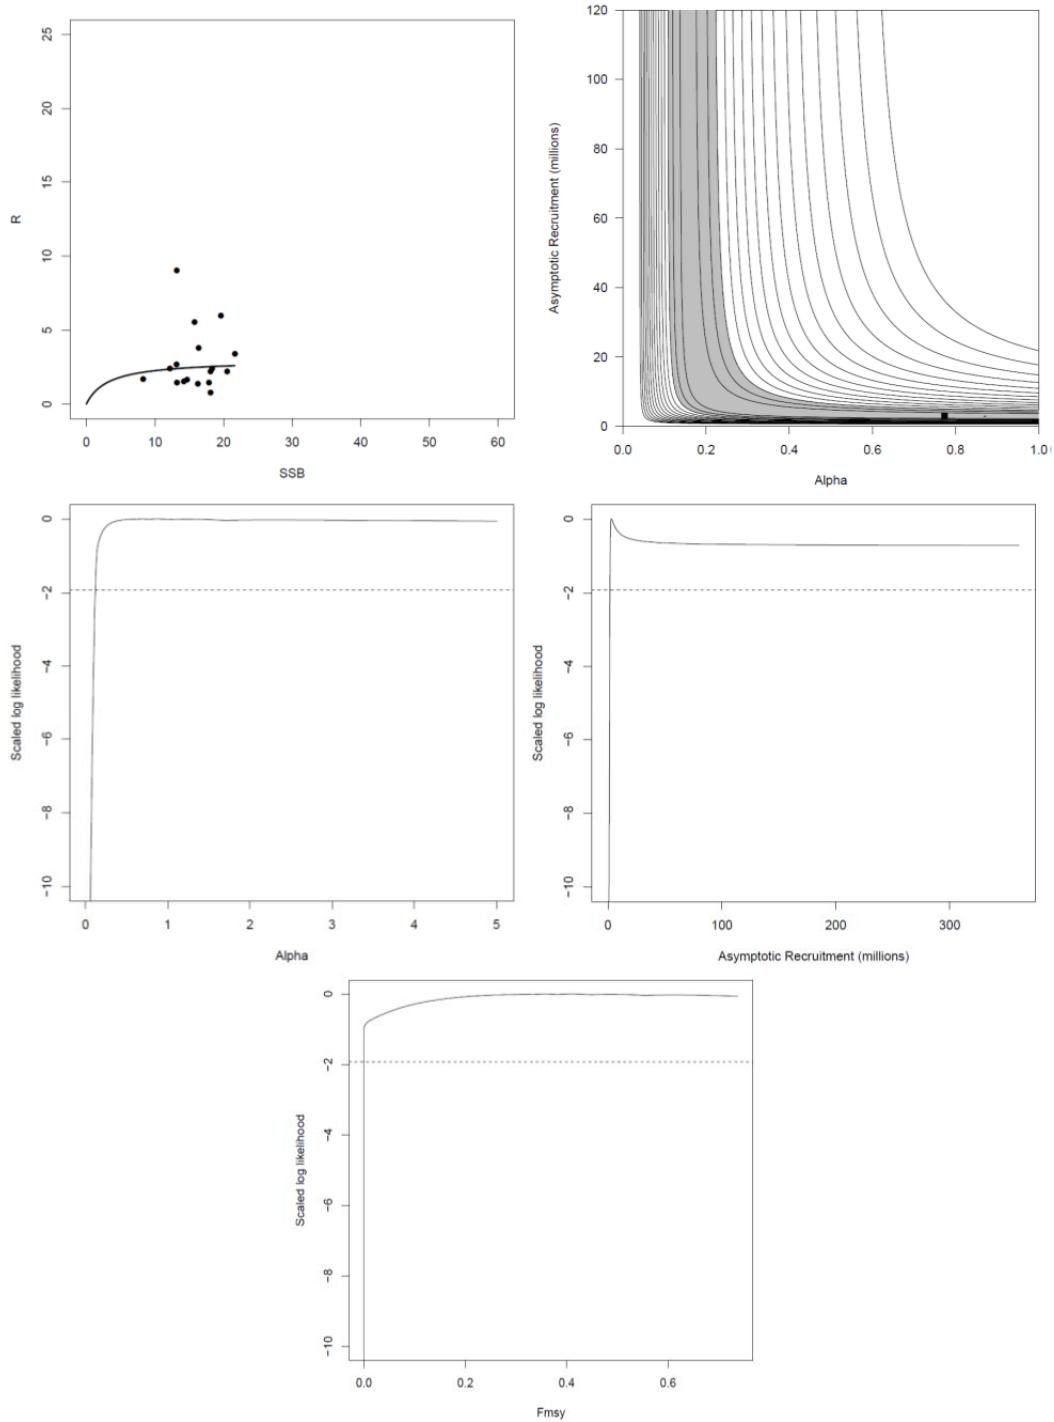 25
20
15
10
5
0
R
0 10 20 30 40 50 60
SSB
120
100
80
60
40
20
0
Asymptotic Recruitment (millions)
0.0 0.2 0.4 0.6 0.8 1.0
Alpha
0
−2
−4
−6
−8
−10
Scaled log likelihood
0 1 2 3 4 5
Alpha
0
−2
−4
−6
−8
−10
Scaled log likelihood
0 100 200 300
Asymptotic Recruitment (millions)
0
−2
−4
−6
−8
−10
Scaled log likelihood
0.0 0.2 0.4 0.6
Fmsy